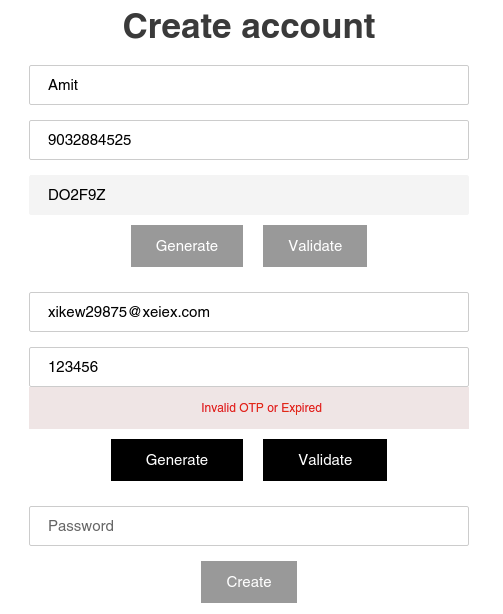 Create account
Amit
9032884525
DO2F9Z
Generate Validate
xikew29875@xeiex.com
123456
Invalid OTP or Expired
Generate Validate
Password
Create